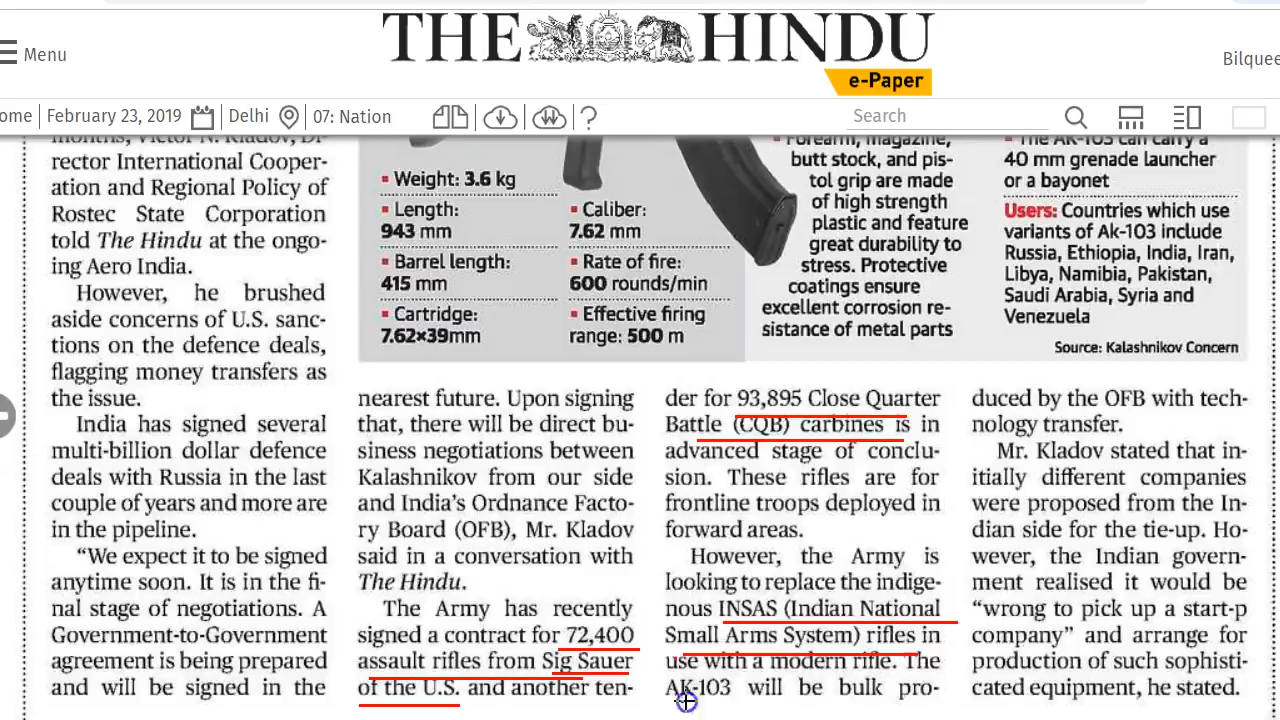 THE HINDU
e-Paper
Menu
Bilquee
ome
February 23, 2019
Delhi
07: Nation
?
Search
months, Victor N. Kladov, Di-
rector International Cooper-
ation and Regional Policy of
Rostec State Corporation
told The Hindu at the ongo-
ing Aero India.
However, he brushed
aside concerns of U.S. sanc-
tions on the defence deals,
flagging money transfers as
the issue.
India has signed several
multi-billion dollar defence
deals with Russia in the last
couple of years and more are
in the pipeline.
“We expect it to be signed
anytime soon. It is in the fi-
nal stage of negotiations. A
Government-to-Government
agreement is being prepared
and will be signed in the
Weight: 3.6 kg
Length:
943 mm
Barrel length:
415 mm
Cartridge:
7.62×39mm
Caliber:
7.62 mm
Rate of fire:
600 rounds/min
Effective firing
range: 500 m
Forearm, magazine,
butt stock, and pis-
tol grip are made
of high strength
plastic and feature
great durability to
stress. Protective
coatings ensure
excellent corrosion re-
sistance of metal parts
The AK-103 can carry a
40 mm grenade launcher
or a bayonet
Users: Countries which use
variants of Ak-103 include
Russia, Ethiopia, India, Iran,
Libya, Namibia, Pakistan,
Saudi Arabia, Syria and
Venezuela
Source: Kalashnikov Concern
nearest future. Upon signing
that, there will be direct bu-
siness negotiations between
Kalashnikov from our side
and India's Ordnance Facto-
ry Board (OFB), Mr. Kladov
said in a conversation with
The Hindu.
The Army has recently
signed a contract for 72,400
assault rifles from Sig Sauer
of the U.S. and another ten-
der for 93,895 Close Quarter
Battle (CQB) carbines is in
advanced stage of conclu-
sion. These rifles are for
frontline troops deployed in
forward areas.
However, the Army is
looking to replace the indige-
nous INSAS (Indian National
Small Arms System) rifles in
use with a modern rifle. The
AK-103 will be bulk pro-
duced by the OFB with tech-
nology transfer.
Mr. Kladov stated that in-
itially different companies
were proposed from the In-
dian side for the tie-up. Ho-
wever, the Indian govern-
ment realised it would be
“wrong to pick up a start-p
company” and arrange for
production of such sophisti-
cated equipment, he stated.